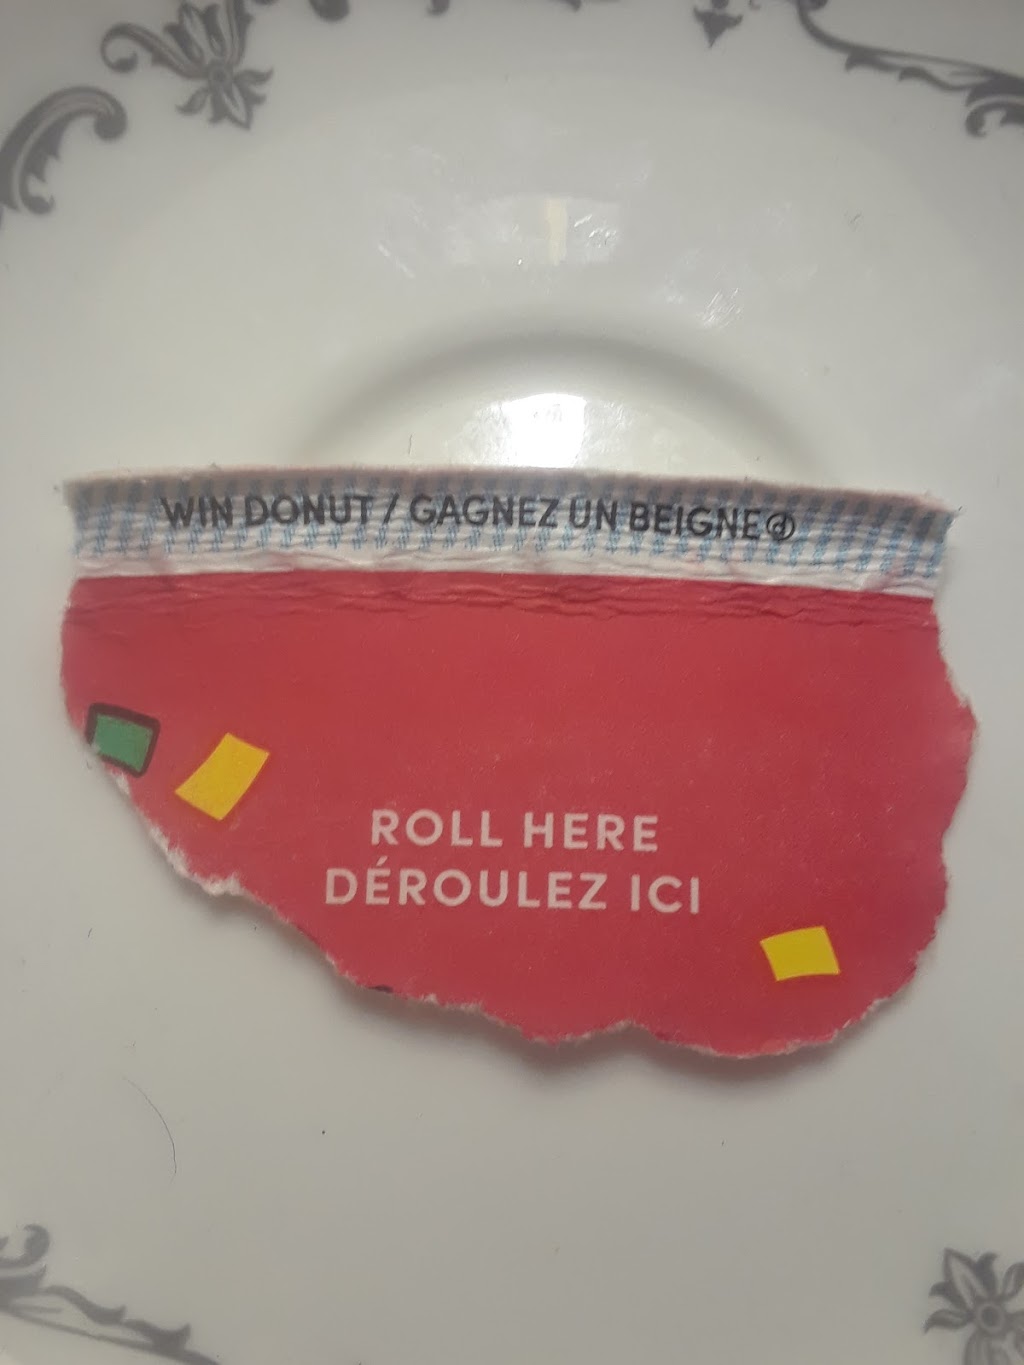 WIN DONUT / GAGNEZ UN BEIGNE
ROLL HERE
DÉROULEZ ICI